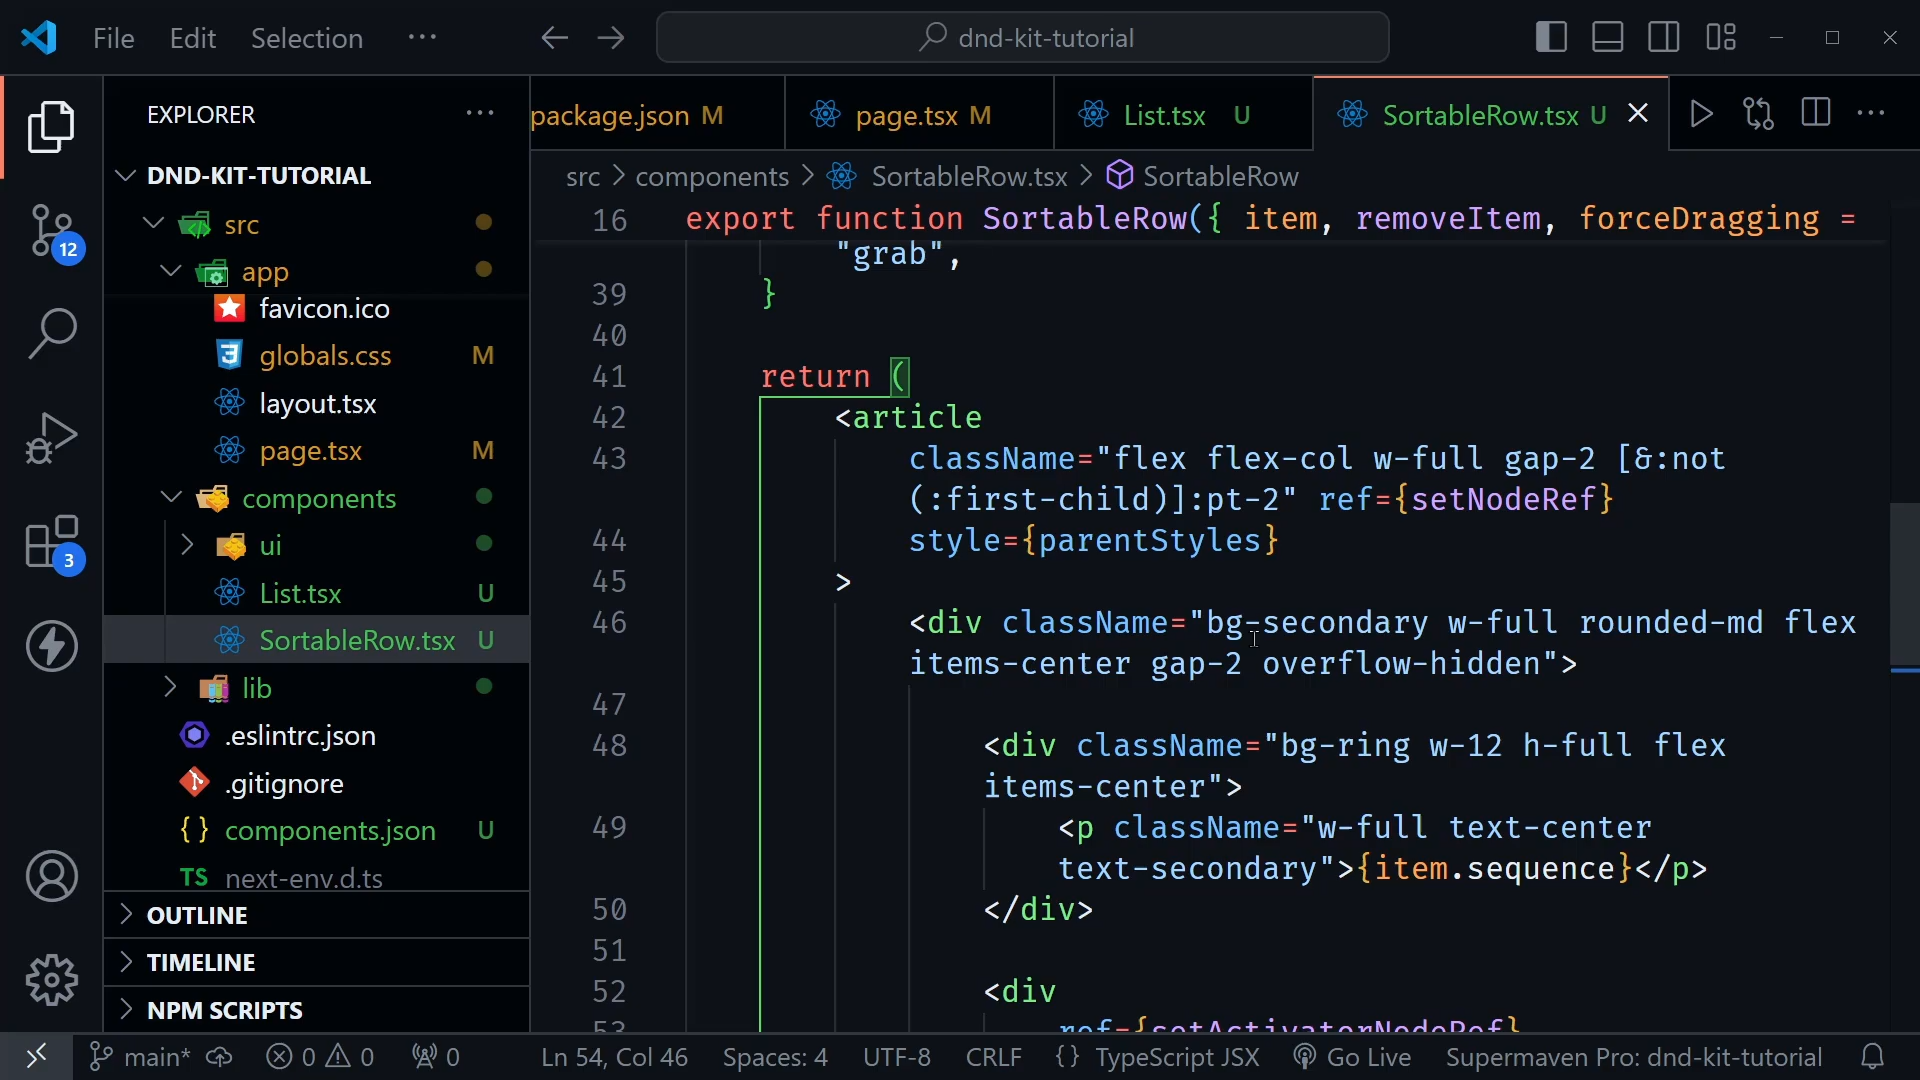 File Edit Selection ··· dnd-kit-tutorial
EXPLORER ···
DND-KIT-TUTORIAL
src
app
favicon.ico
globals.css M
layout.tsx
page.tsx M
components
ui
List.tsx U
SortableRow.tsx U
lib
.eslintrc.json
.gitignore
components.json U
TS next-env.d.ts
OUTLINE
TIMELINE
NPM SCRIPTS
12
3
package.json M page.tsx M List.tsx U SortableRow.tsx U
src > components > SortableRow.tsx > SortableRow
16 export function SortableRow({ item, removeItem, forceDragging =
"grab",
39 }
40
41 return (
42 <article
43 className="flex flex-col w-full gap-2 [&:not
(:first-child)]:pt-2" ref={setNodeRef}
44 style={parentStyles}
45 >
46 <div className="bg-secondary w-full rounded-md flex
items-center gap-2 overflow-hidden">
47
48 <div className="bg-ring w-12 h-full flex
items-center">
49 <p className="w-full text-center
text-secondary">{item.sequence}</p>
50 </div>
51
52 <div
53 ref={setActivatorNodeRef}
main* 0 0 0 Ln 54, Col 46 Spaces: 4 UTF-8 CRLF {} TypeScript JSX Go Live Supermaven Pro: dnd-kit-tutorial